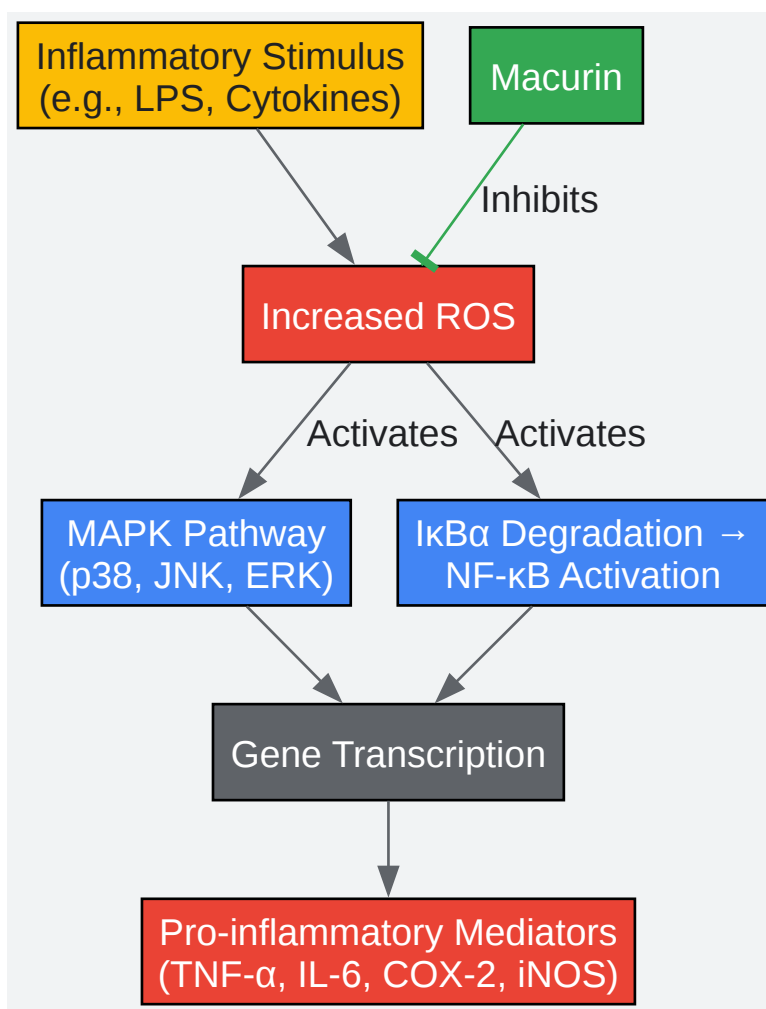 Inflammatory Stimulus
(e.g., LPS, Cytokines)
Macurin
Inhibits
Increased ROS
Activates
Activates
MAPK Pathway
(p38, JNK, ERK)
IκBα Degradation →
NF-κB Activation
Gene Transcription
Pro-inflammatory Mediators
(TNF-α, IL-6, COX-2, iNOS)